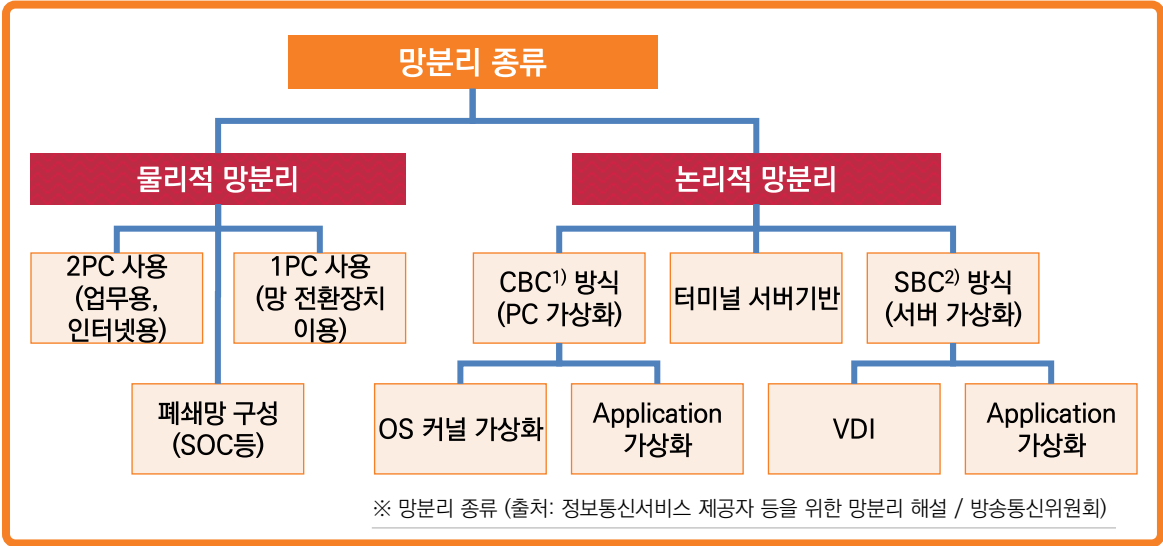 망분리 종류
물리적 망분리
논리적 망분리
2PC 사용
(업무용,
인터넷용)
1PC 사용
(망 전환장치
이용)
CBC1) 방식
(PC 가상화)
터미널 서버기반
SBC2) 방식
(서버 가상화)
폐쇄망 구성
(SOC등)
OS 커널 가상화
Application
가상화
VDI
Application
가상화
※ 망분리 종류 (출처: 정보통신서비스 제공자 등을 위한 망분리 해설 / 방송통신위원회)